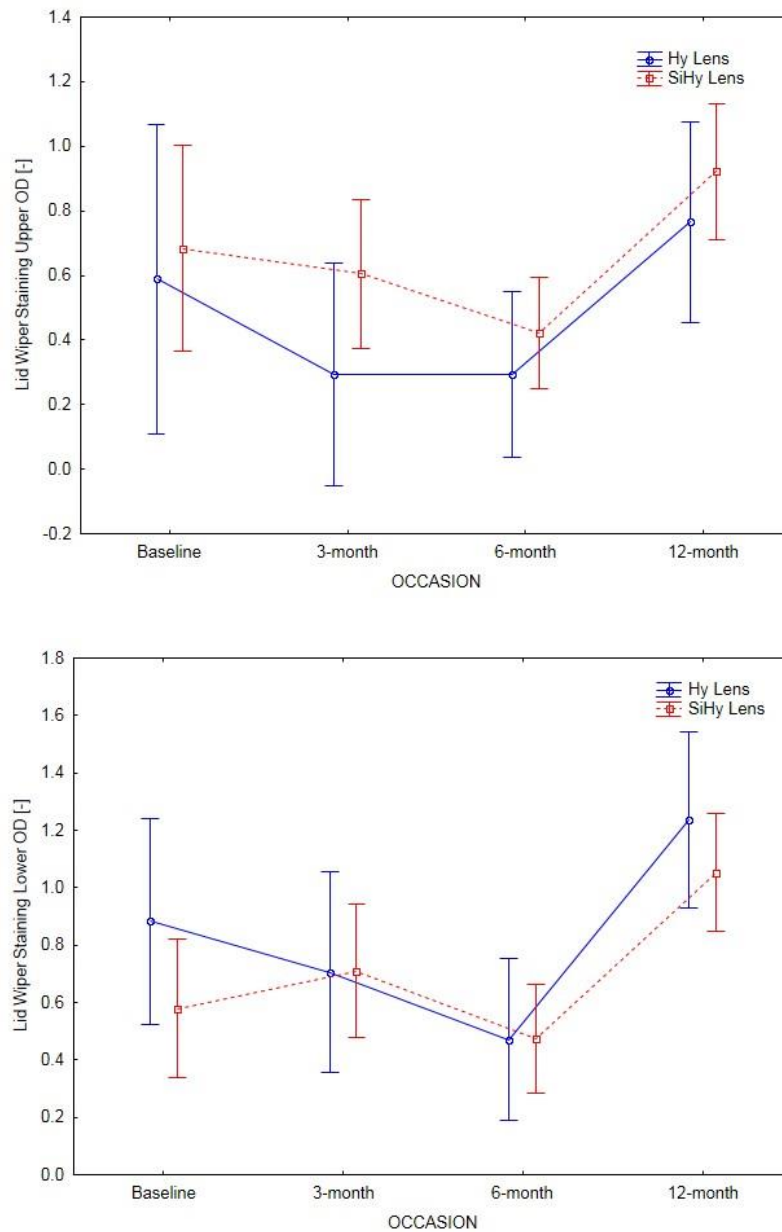 1.4
1.2
1.0
0.8
0.6
0.4
0.2
0.0
-0.2
Lid Wiper Staining Upper OD [-]
Hy Lens
SiHy Lens
Baseline 3-month 6-month 12-month
OCCASION
1.8
1.6
1.4
1.2
1.0
0.8
0.6
0.4
0.2
0.0
Lid Wiper Staining Lower OD [-]
Hy Lens
SiHy Lens
Baseline 3-month 6-month 12-month
OCCASION